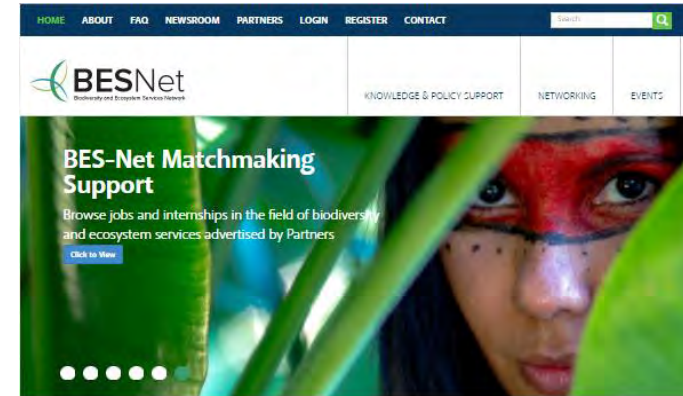 HOME ABOUT FAQ NEWSROOM PARTNERS LOGIN REGISTER CONTACT Search
BESNet
Biodiversity and Ecosystem Services Network
KNOWLEDGE & POLICY SUPPORT NETWORKING EVENTS
BES-Net Matchmaking
Support
Browse jobs and internships in the field of biodiversity
and ecosystem services advertised by Partners
Click to View